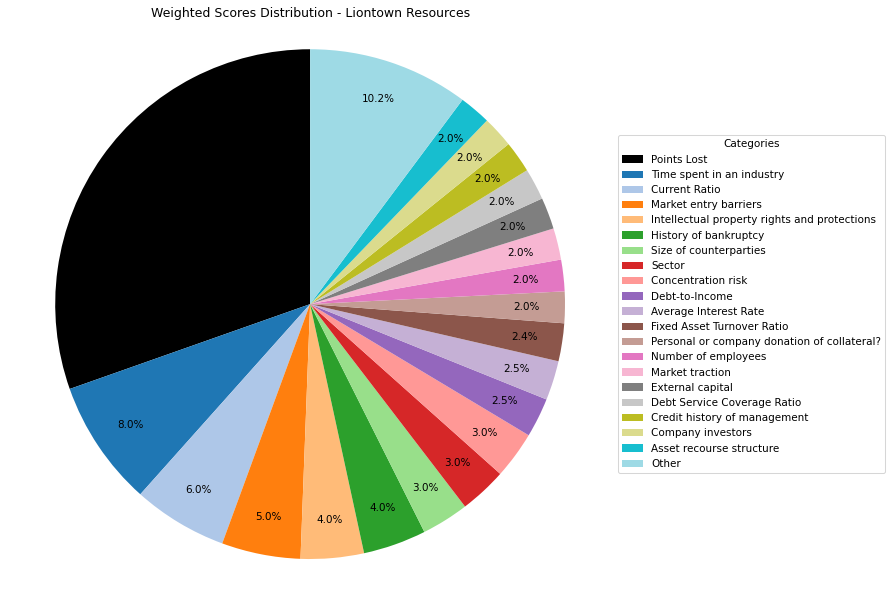 Weighted Scores Distribution - Liontown Resources
10.2%
2.0%
2.0%
2.0%
2.0%
2.0%
2.0%
2.0%
2.0%
2.4%
2.5%
2.5%
3.0%
3.0%
3.0%
4.0%
4.0%
5.0%
6.0%
8.0%
Categories
Points Lost
Time spent in an industry
Current Ratio
Market entry barriers
Intellectual property rights and protections
History of bankruptcy
Size of counterparties
Sector
Concentration risk
Debt-to-Income
Average Interest Rate
Fixed Asset Turnover Ratio
Personal or company donation of collateral?
Number of employees
Market traction
External capital
Debt Service Coverage Ratio
Credit history of management
Company investors
Asset recourse structure
Other